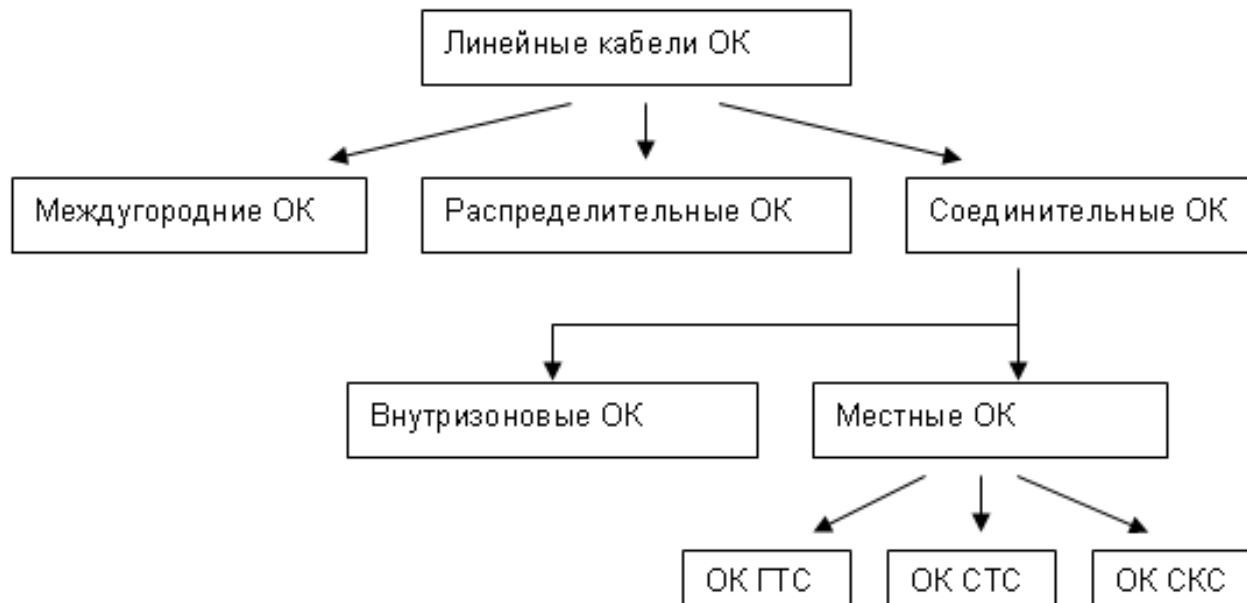 Линейные кабели ОК
Междугородние ОК
Распределительные ОК
Соединительные ОК
Внутризоновые ОК
Местные ОК
ОК ГТС
ОК СТС
ОК СКС